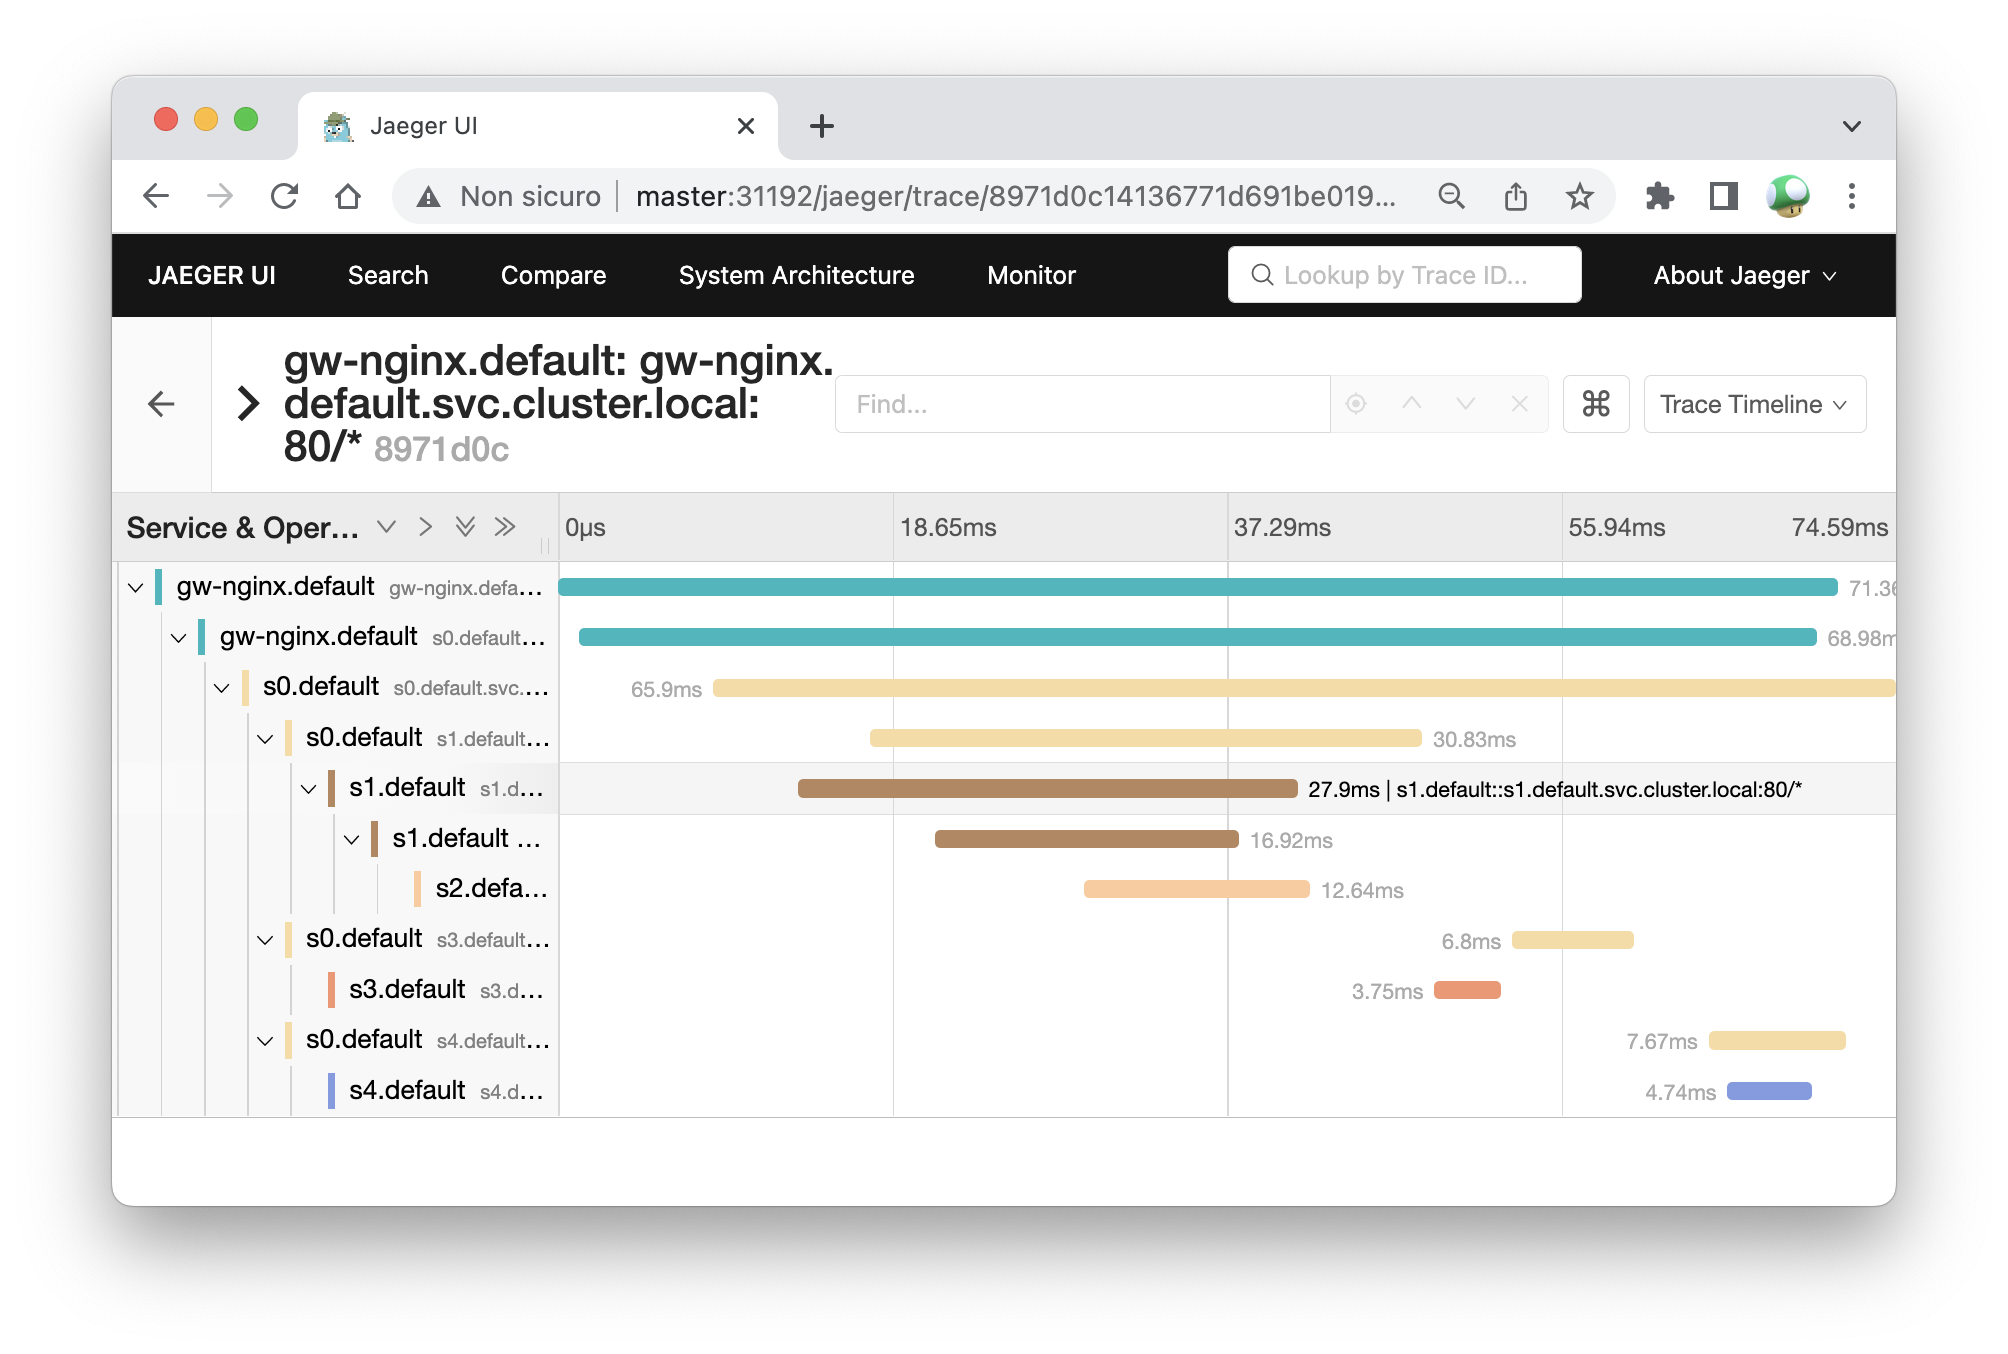 Jaeger UI
Non sicuro master:31192/jaeger/trace/8971d0c14136771d691be019...
JAEGER UI Search Compare System Architecture Monitor Lookup by Trace ID... About Jaeger
gw-nginx.default: gw-nginx.
default.svc.cluster.local:
80/* 8971d0c
Find...
Trace Timeline
Service & Oper... 0μs 18.65ms 37.29ms 55.94ms 74.59ms
gw-nginx.default gw-nginx.defa... 71.36
gw-nginx.default s0.default... 68.98m
s0.default s0.default.svc.... 65.9ms
s0.default s1.default... 30.83ms
s1.default s1.d... 27.9ms | s1.default::s1.default.svc.cluster.local:80/*
s1.default ... 16.92ms
s2.defa... 12.64ms
s0.default s3.default... 6.8ms
s3.default s3.d... 3.75ms
s0.default s4.default... 7.67ms
s4.default s4.d... 4.74ms